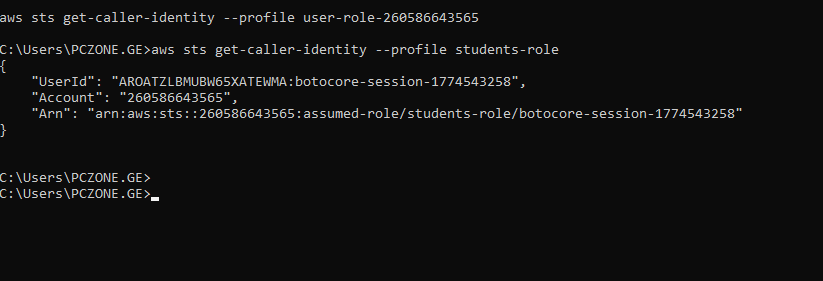 aws sts get-caller-identity --profile user-role-260586643565
C:\Users\PCZONE.GE>aws sts get-caller-identity --profile students-role
{
    "UserId": "AROATZLBMUBW65XATEWMA:botocore-session-1774543258",
    "Account": "260586643565",
    "Arn": "arn:aws:sts::260586643565:assumed-role/students-role/botocore-session-1774543258"
}
C:\Users\PCZONE.GE>
C:\Users\PCZONE.GE>